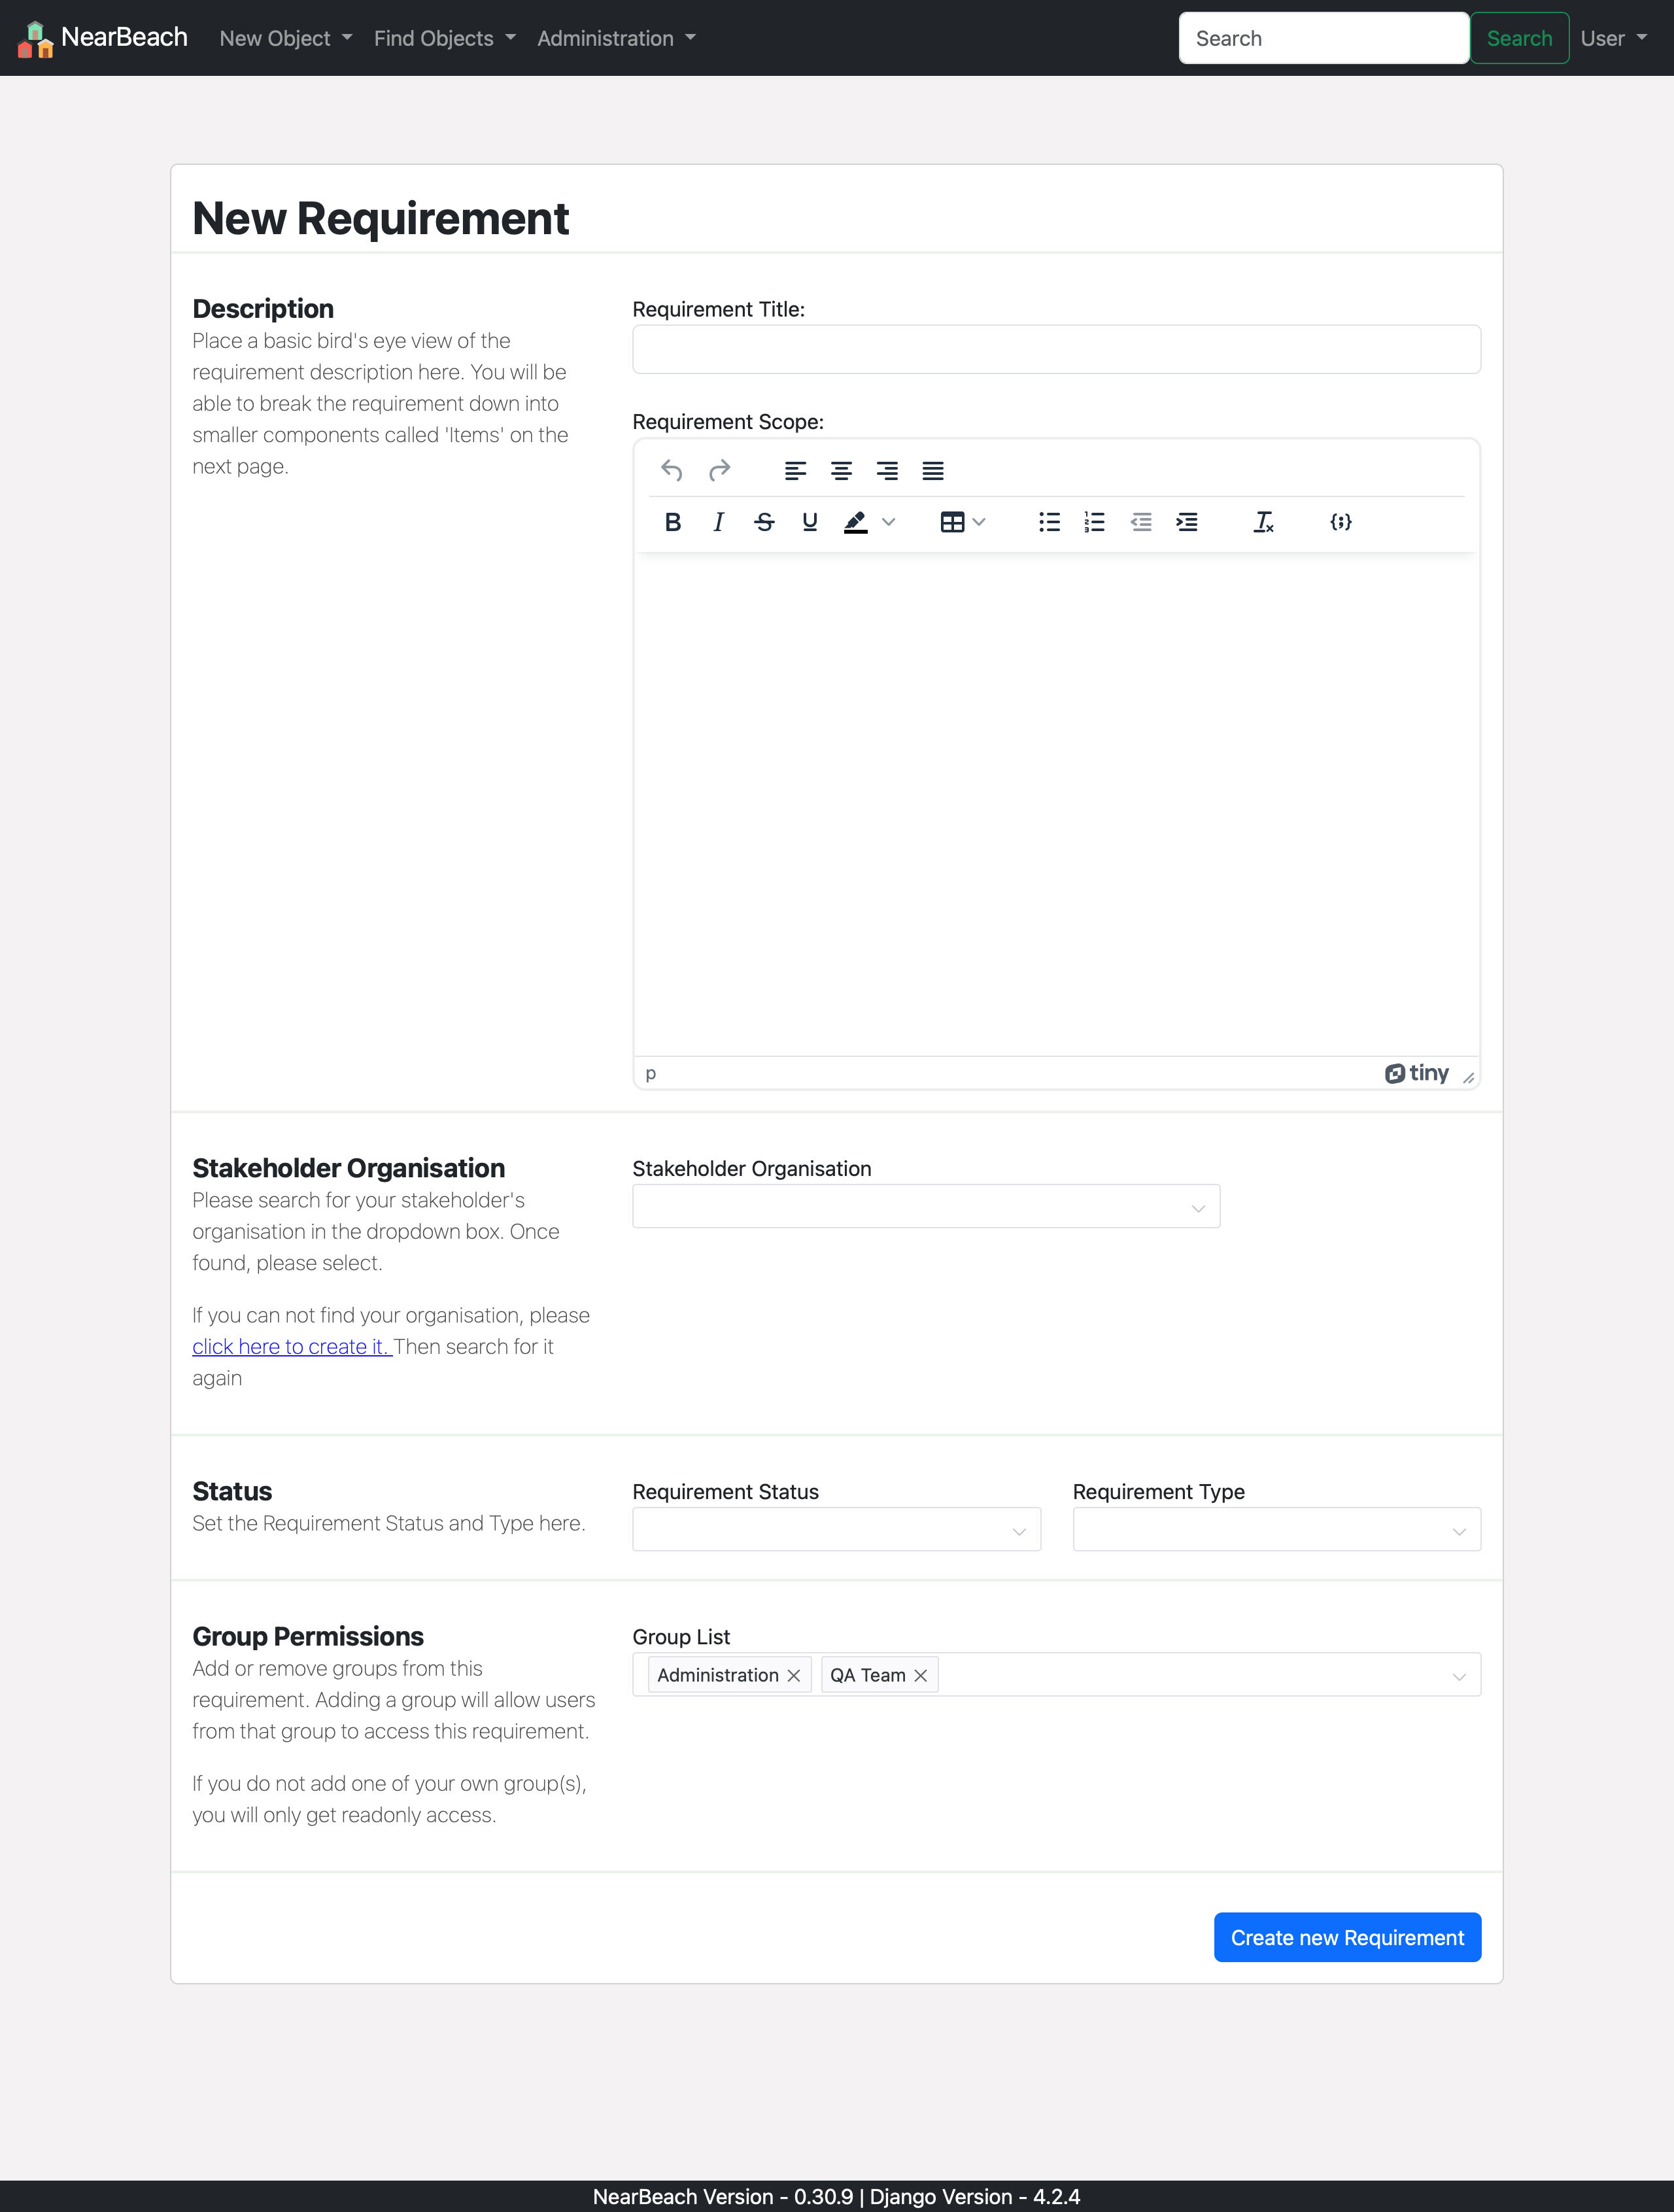 NearBeach New Object Find Objects Administration Search Search User
New Requirement
Description
Place a basic bird's eye view of the
requirement description here. You will be
able to break the requirement down into
smaller components called 'Items' on the
next page.
Requirement Title:
Requirement Scope:
p tiny
Stakeholder Organisation
Please search for your stakeholder's
organisation in the dropdown box. Once
found, please select.
If you can not find your organisation, please
click here to create it. Then search for it
again
Stakeholder Organisation
Status
Set the Requirement Status and Type here.
Requirement Status Requirement Type
Group Permissions
Add or remove groups from this
requirement. Adding a group will allow users
from that group to access this requirement.
If you do not add one of your own group(s),
you will only get readonly access.
Group List
Administration QA Team
Create new Requirement
NearBeach Version - 0.30.9 | Django Version - 4.2.4